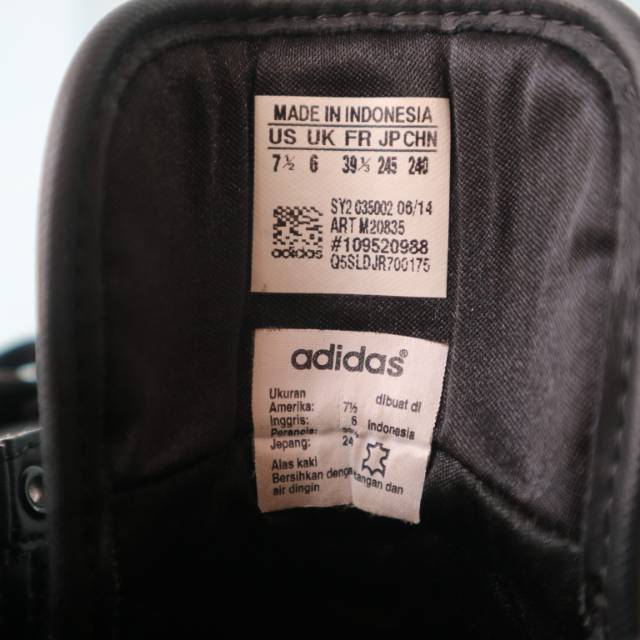 MADE IN INDONESIA
US UK FR JP CHN
7½ 6 39⅓ 245 240
SY2 035002 06/14
ART M20835
#109520988
adidas Q5SLDJR700175
adidas®
Ukuran dibuat di
Amerika: 7½
Inggris: 6 Indonesia
Perancis:
Jepang: 24
Alas kaki
Bersihkan dengan tangan dan
air dingin